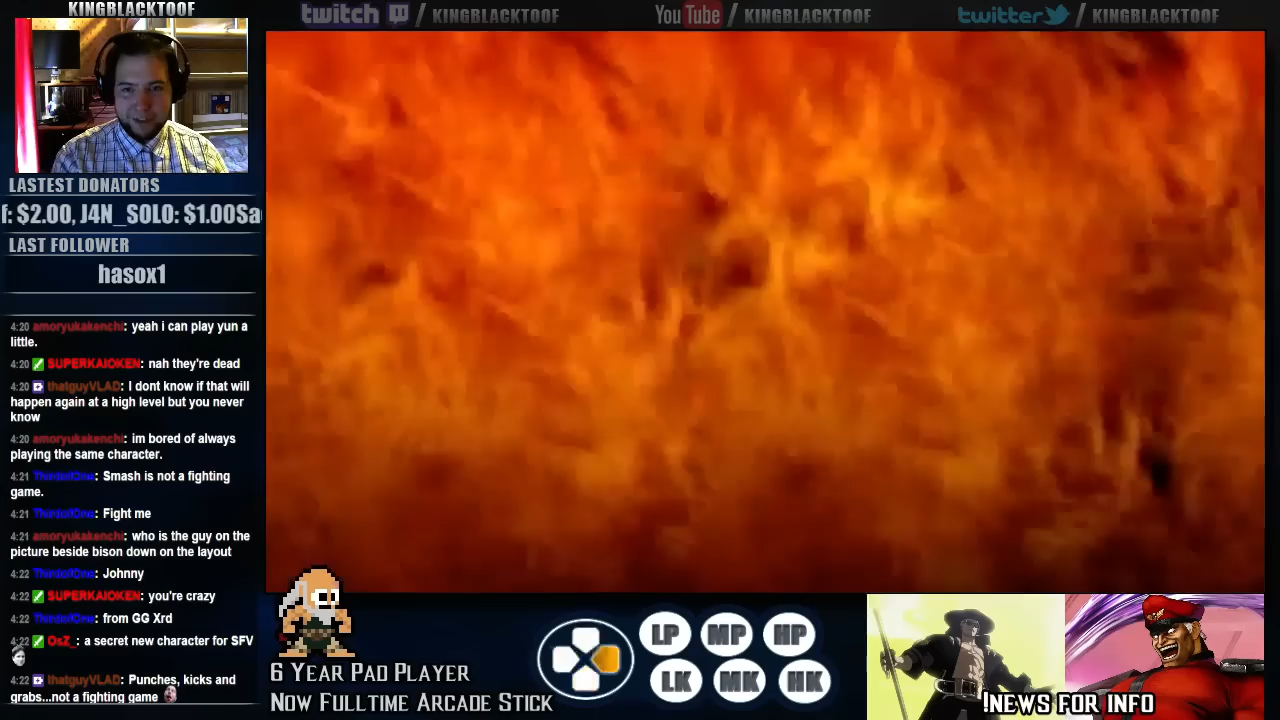 KINGBLACKTOOF
twitch / KINGBLACKTOOF
YouTube / KINGBLACKTOOF
twitter / KINGBLACKTOOF
LASTEST DONATORS
f: $2.00, J4N_SOLO: $1.00Sa
LAST FOLLOWER
hasox1
4:20 amoryukakenchi: yeah i can play yun a
little.
4:20 SUPERKAIOKEN: nah they're dead
4:20 thatguyVLAD: I dont know if that will
happen again at a high level but you never
know
4:20 amoryukakenchi: im bored of always
playing the same character.
4:21 ThirdofOne: Smash is not a fighting
game.
4:21 ThirdofOne: Fight me
4:21 amoryukakenchi: who is the guy on the
picture beside bison down on the layout
4:22 ThirdofOne: Johnny
4:22 SUPERKAIOKEN: you're crazy
4:22 ThirdofOne: from GG Xrd
4:22 OsZ_: a secret new character for SFV
4:22 thatguyVLAD: Punches, kicks and
grabs...not a fighting game
6 Year Pad Player
Now Fulltime Arcade Stick
LP MP HP
LK MK HK
!NEWS FOR INFO